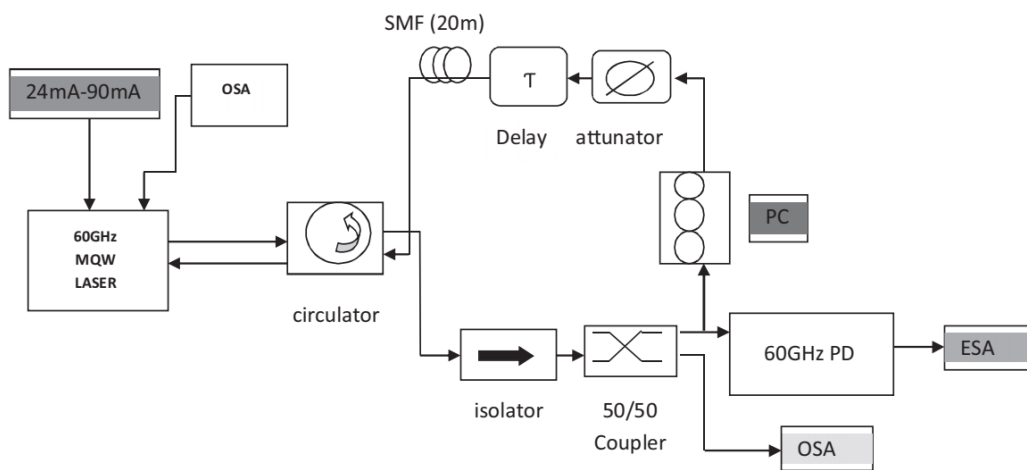 SMF (20m)
24mA-90mA
OSA
τ
Delay
attunator
PC
60GHz
MQW
LASER
circulator
isolator
50/50
Coupler
60GHz PD
ESA
OSA